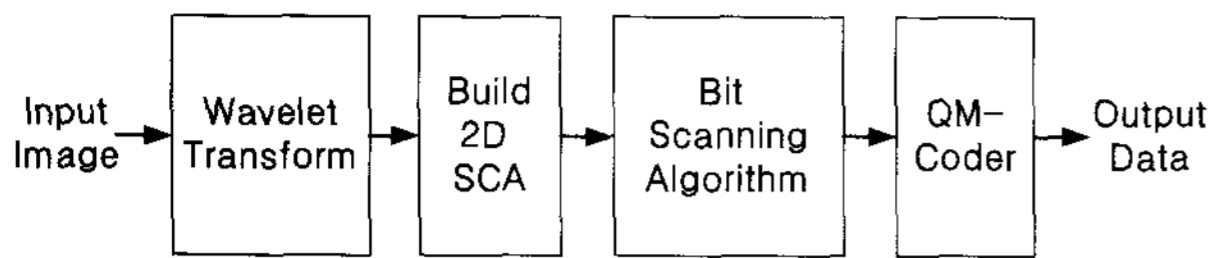 Input
Image
Wavelet
Transform
Build
2D
SCA
Bit
Scanning
Algorithm
QM-
Coder
Output
Data